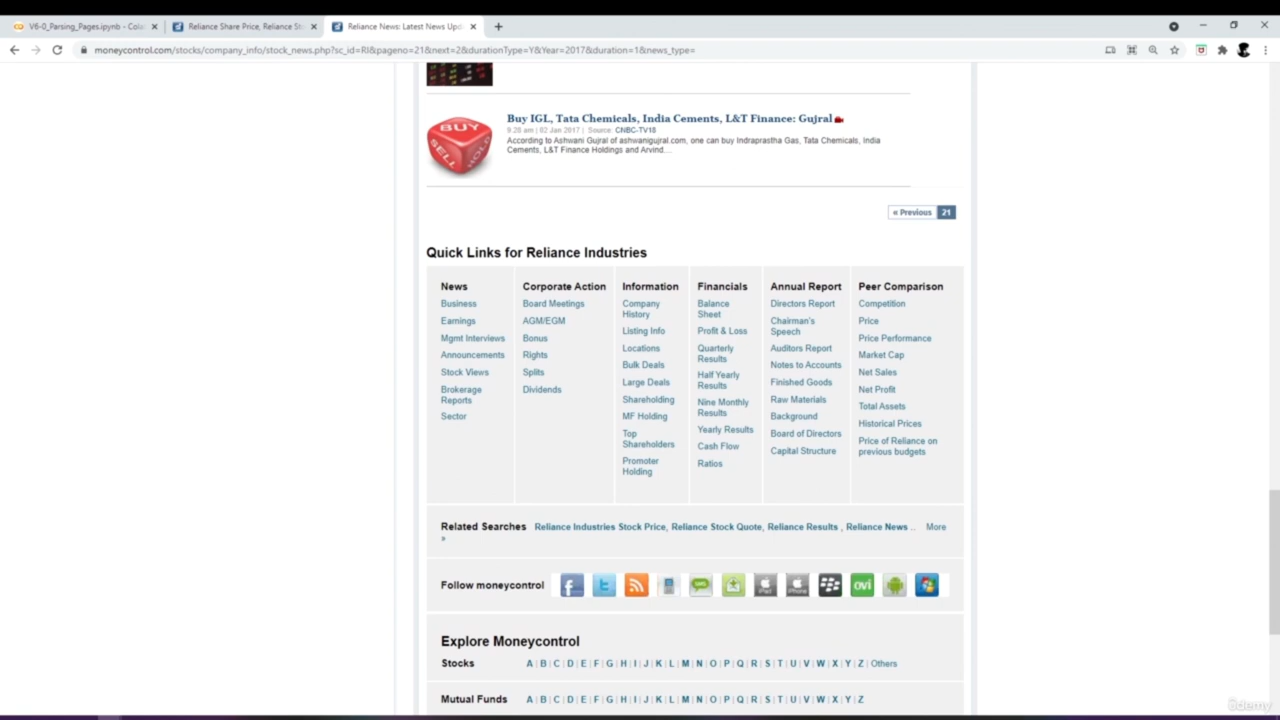 V6-0_Parsing_Pages.ipynb - Cola
Reliance Share Price, Reliance St
Reliance News: Latest News Upd
moneycontrol.com/stocks/company_info/stock_news.php?sc_id=RI&pageno=21&next=2&durationType=Y&Year=2017&duration=1&news_type=
BUY
SELL
HOLD
Buy IGL, Tata Chemicals, India Cements, L&T Finance: Gujral
9.28 am | 02 Jan 2017 | Source: CNBC-TV18
According to Ashwani Gujral of ashwanigujral.com, one can buy Indraprastha Gas, Tata Chemicals, India
Cements, L&T Finance Holdings and Arvind...
« Previous 21
Quick Links for Reliance Industries
News
Business
Earnings
Mgmt Interviews
Announcements
Stock Views
Brokerage
Reports
Sector
Corporate Action
Board Meetings
AGM/EGM
Bonus
Rights
Splits
Dividends
Information
Company
History
Listing Info
Locations
Bulk Deals
Large Deals
Shareholding
MF Holding
Top
Shareholders
Promoter
Holding
Financials
Balance
Sheet
Profit & Loss
Quarterly
Results
Half Yearly
Results
Nine Monthly
Results
Yearly Results
Cash Flow
Ratios
Annual Report
Directors Report
Chairman's
Speech
Auditors Report
Notes to Accounts
Finished Goods
Raw Materials
Background
Board of Directors
Capital Structure
Peer Comparison
Competition
Price
Price Performance
Market Cap
Net Sales
Net Profit
Total Assets
Historical Prices
Price of Reliance on
previous budgets
Related Searches Reliance Industries Stock Price, Reliance Stock Quote, Reliance Results , Reliance News .. More
»
Follow moneycontrol
ovi
Explore Moneycontrol
Stocks A | B | C | D | E | F | G | H | I | J | K | L | M | N | O | P | Q | R | S | T | U | V | W | X | Y | Z | Others
Mutual Funds A | B | C | D | E | F | G | H | I | J | K | L | M | N | O | P | Q | R | S | T | U | V | W | X | Y | Z
ûdemy